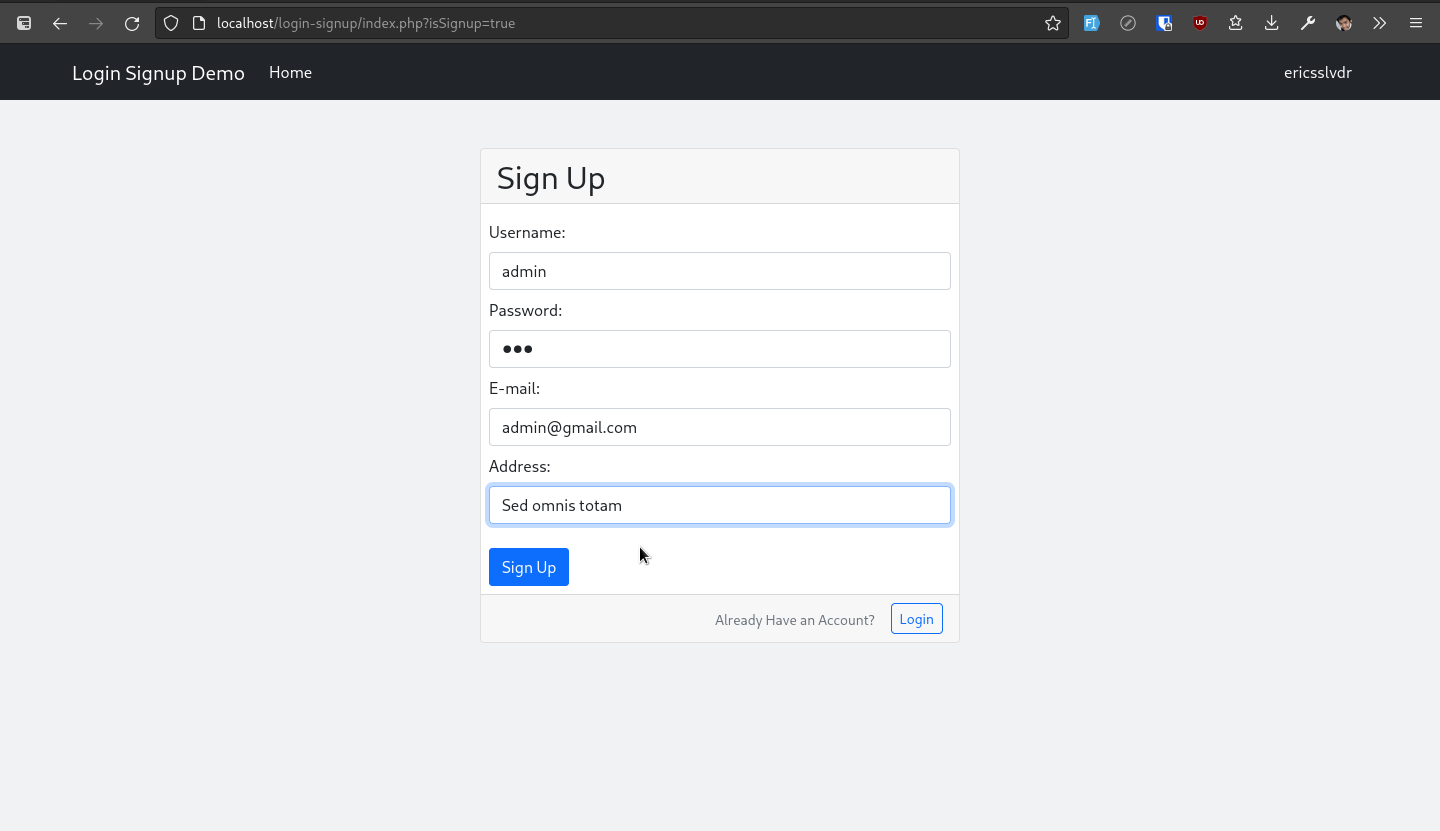 localhost/login-signup/index.php?isSignup=true
Login Signup Demo Home ericsslvdr
Sign Up
Username:
admin
Password:
●●●
E-mail:
admin@gmail.com
Address:
Sed omnis totam
Sign Up
Already Have an Account? Login